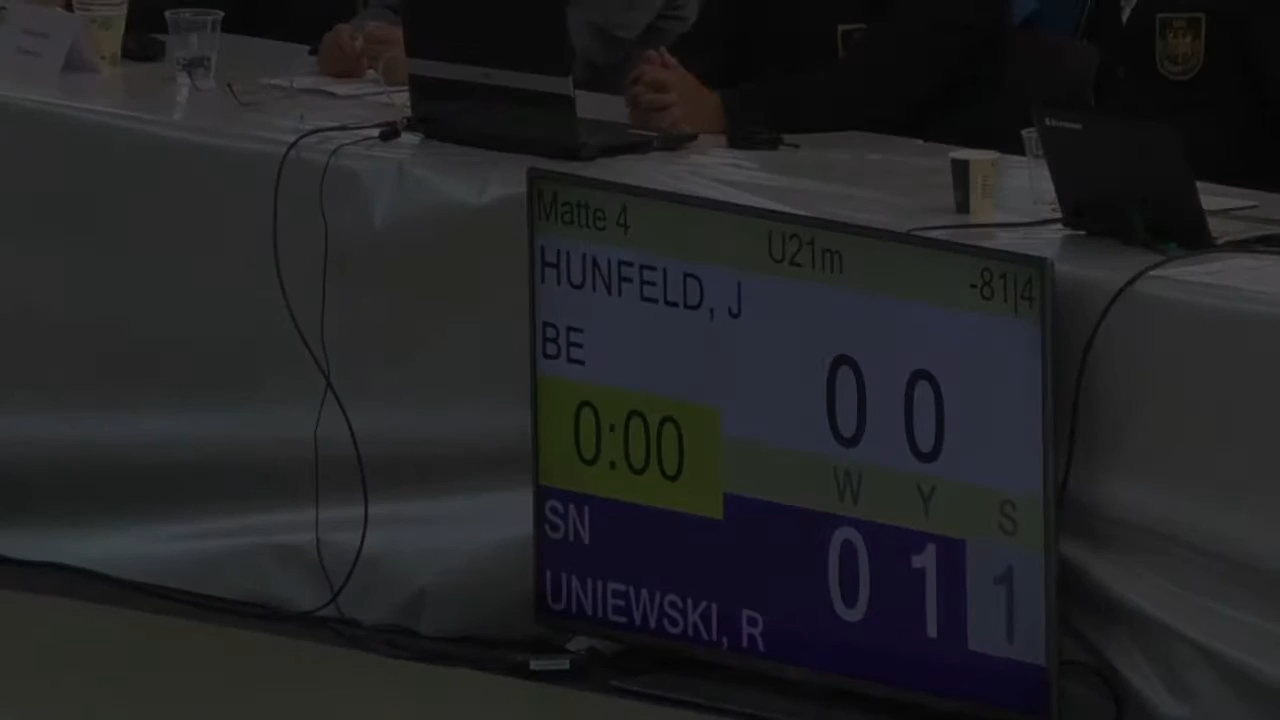 Matte 4
U21m
-81|4
HUNFELD, J
BE
0 0
0:00
W Y S
SN
0 1 1
UNIEWSKI, R